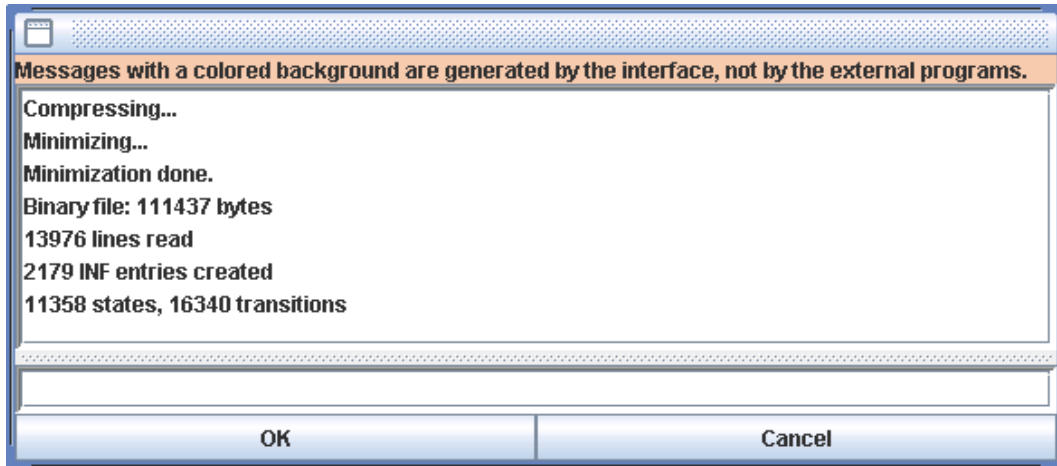 Messages with a colored background are generated by the interface, not by the external programs.
Compressing...
Minimizing...
Minimization done.
Binary file: 111437 bytes
13976 lines read
2179 INF entries created
11358 states, 16340 transitions
OK
Cancel